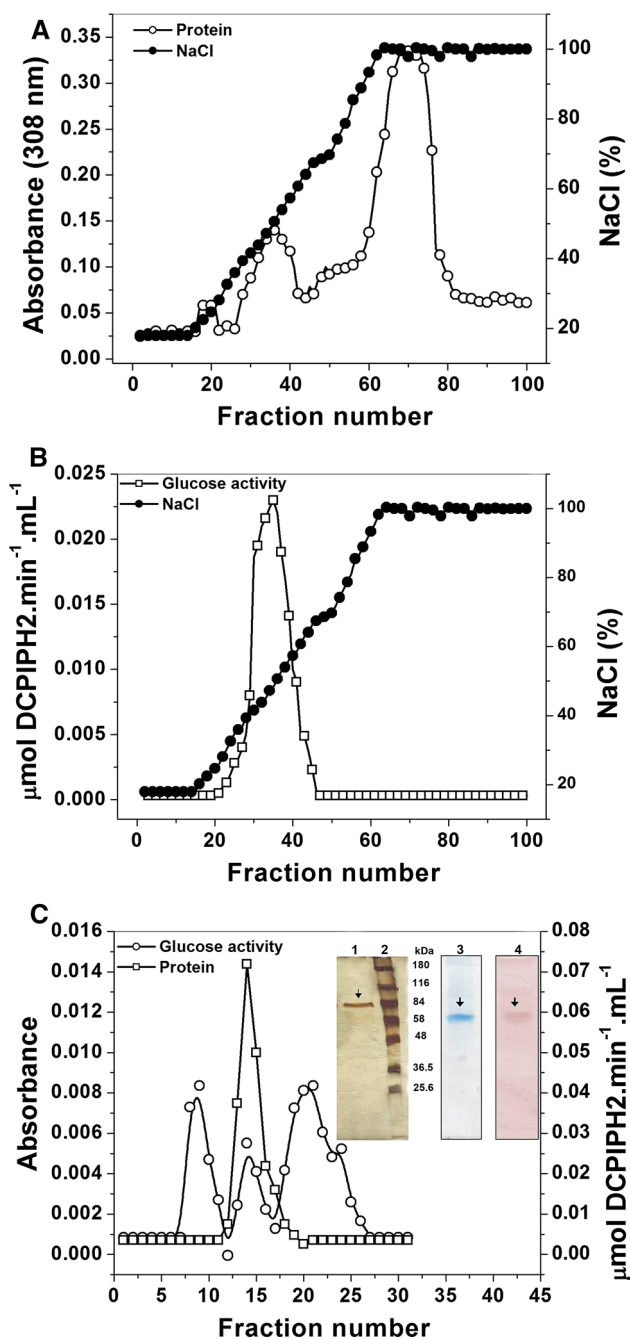 A
Protein
NaCl
Absorbance (308 nm)
0.35
0.30
0.25
0.20
0.15
0.10
0.05
0.00
NaCl (%)
100
80
60
40
20
0 20 40 60 80 100
Fraction number
B
Glucose activity
NaCl
µmol DCPIPH2.min⁻¹.mL⁻¹
0.025
0.020
0.015
0.010
0.005
0.000
NaCl (%)
100
80
60
40
20
0 20 40 60 80 100
Fraction number
C
Glucose activity
Protein
Absorbance
0.016
0.014
0.012
0.010
0.008
0.006
0.004
0.002
0.000
1 2 kDa 3 4
180
116
84
58
48
36.5
25.6
0.08
0.07
0.06
0.05
0.04
0.03
0.02
0.01
0.00
µmol DCPIPH2.min⁻¹.mL⁻¹
0 5 10 15 20 25 30 35 40 45
Fraction number